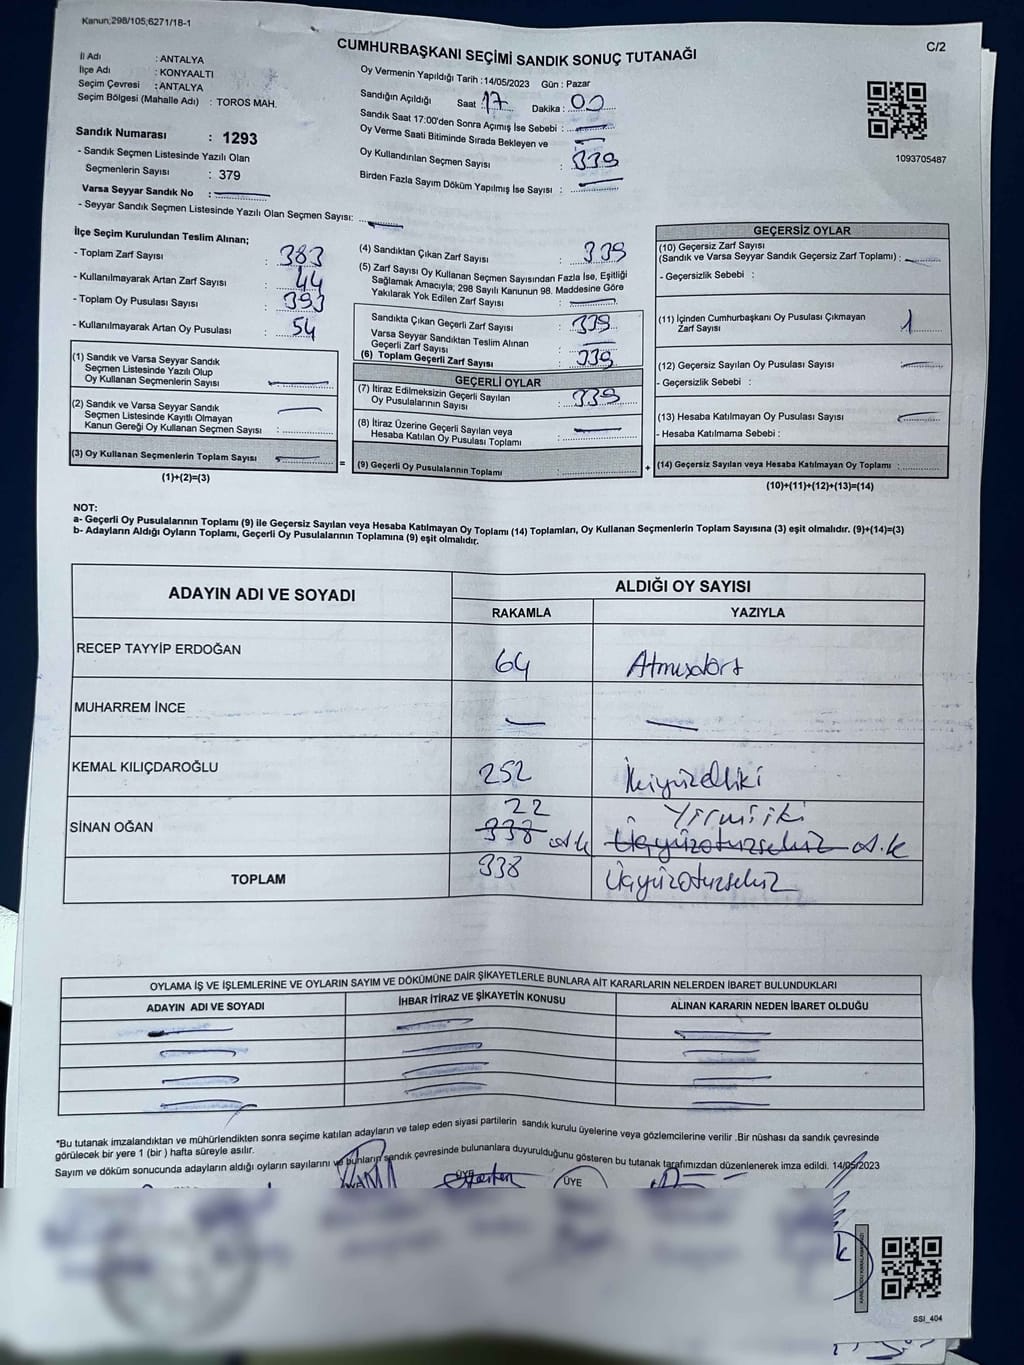 Kanun;298/105;6271/18-1
C/2
CUMHURBAŞKANI SEÇİMİ SANDIK SONUÇ TUTANAĞI
İl Adı : ANTALYA
İlçe Adı : KONYAALTI
Seçim Çevresi : ANTALYA
Seçim Bölgesi (Mahalle Adı) : TOROS MAH.
Sandık Numarası : 1293
- Sandık Seçmen Listesinde Yazılı Olan
Seçmenlerin Sayısı : 379
Varsa Seyyar Sandık No :
- Seyyar Sandık Seçmen Listesinde Yazılı Olan Seçmen Sayısı:
Oy Vermenin Yapıldığı Tarih :14/05/2023 Gün : Pazar
Sandığın Açıldığı Saat 17 Dakika : 00
Sandık Saat 17:00'den Sonra Açımış İse Sebebi :
Oy Verme Saati Bitiminde Sırada Bekleyen ve
Oy Kullandırılan Seçmen Sayısı : 339
Birden Fazla Sayım Döküm Yapılmış İse Sayısı :
1093705487
İlçe Seçim Kurulundan Teslim Alınan;
- Toplam Zarf Sayısı : 383
- Kullanılmayarak Artan Zarf Sayısı : 44
- Toplam Oy Pusulası Sayısı : 393
- Kullanılmayarak Artan Oy Pusulası : 54
(1) Sandık ve Varsa Seyyar Sandık
Seçmen Listesinde Yazılı Olup
Oy Kullanan Seçmenlerin Sayısı :
(2) Sandık ve Varsa Seyyar Sandık
Seçmen Listesinde Kayıtlı Olmayan
Kanun Gereği Oy Kullanan Seçmen Sayısı :
(3) Oy Kullanan Seçmenlerin Toplam Sayısı :
(1)+(2)=(3)
(4) Sandıktan Çıkan Zarf Sayısı : 339
(5) Zarf Sayısı Oy Kullanan Seçmen Sayısından Fazla İse, Eşitliği
Sağlamak Amacıyla; 298 Sayılı Kanunun 98. Maddesine Göre
Yakılarak Yok Edilen Zarf Sayısı :
Sandıkta Çıkan Geçerli Zarf Sayısı : 339
Varsa Seyyar Sandıktan Teslim Alınan
Geçerli Zarf Sayısı :
(6) Toplam Geçerli Zarf Sayısı : 339
GEÇERLİ OYLAR
(7) İtiraz Edilmeksizin Geçerli Sayılan
Oy Pusulalarının Sayısı : 339
(8) İtiraz Üzerine Geçerli Sayılan veya
Hesaba Katılan Oy Pusulası Toplamı :
= (9) Geçerli Oy Pusulalarının Toplamı :
GEÇERSİZ OYLAR
(10) Geçersiz Zarf Sayısı
(Sandık ve Varsa Seyyar Sandık Geçersiz Zarf Toplamı) :
- Geçersizlik Sebebi :
(11) İçinden Cumhurbaşkanı Oy Pusulası Çıkmayan
Zarf Sayısı : 1
(12) Geçersiz Sayılan Oy Pusulası Sayısı :
- Geçersizlik Sebebi :
(13) Hesaba Katılmayan Oy Pusulası Sayısı :
- Hesaba Katılmama Sebebi :
+ (14) Geçersiz Sayılan veya Hesaba Katılmayan Oy Toplamı :
(10)+(11)+(12)+(13)=(14)
NOT:
a- Geçerli Oy Pusulalarının Toplamı (9) ile Geçersiz Sayılan veya Hesaba Katılmayan Oy Toplamı (14) Toplamları, Oy Kullanan Seçmenlerin Toplam Sayısına (3) eşit olmalıdır. (9)+(14)=(3)
b- Adayların Aldığı Oyların Toplamı, Geçerli Oy Pusulalarının Toplamına (9) eşit olmalıdır.
ADAYIN ADI VE SOYADI
ALDIĞI OY SAYISI
RAKAMLA YAZIYLA
RECEP TAYYİP ERDOĞAN 64 Atmışdört
MUHARREM İNCE
KEMAL KILIÇDAROĞLU 252 İkiyüzelliiki
22 Yirmiiki
SİNAN OĞAN 338 A.k Üçyüzotuzsekiz A.k
TOPLAM 338 Üçyüzotuzsekiz
OYLAMA İŞ VE İŞLEMLERİNE VE OYLARIN SAYIM VE DÖKÜMÜNE DAİR ŞİKAYETLERLE BUNLARA AİT KARARLARIN NELERDEN İBARET BULUNDUKLARI
ADAYIN ADI VE SOYADI İHBAR İTİRAZ VE ŞİKAYETİN KONUSU ALINAN KARARIN NEDEN İBARET OLDUĞU
*Bu tutanak imzalandıktan ve mühürlendikten sonra seçime katılan adayların ve talep eden siyasi partilerin sandık kurulu üyelerine veya gözlemcilerine verilir .Bir nüshası da sandık çevresinde
görülecek bir yere 1 (bir ) hafta süreyle asılır.
Sayım ve döküm sonucunda adayların aldığı oyların sayılarını ve bunların sandık çevresinde bulunanlara duyurulduğunu gösteren bu tutanak tarafımızdan düzenlenerek imza edildi. 14/05/2023
ÜYE ÜYE
SSI_404